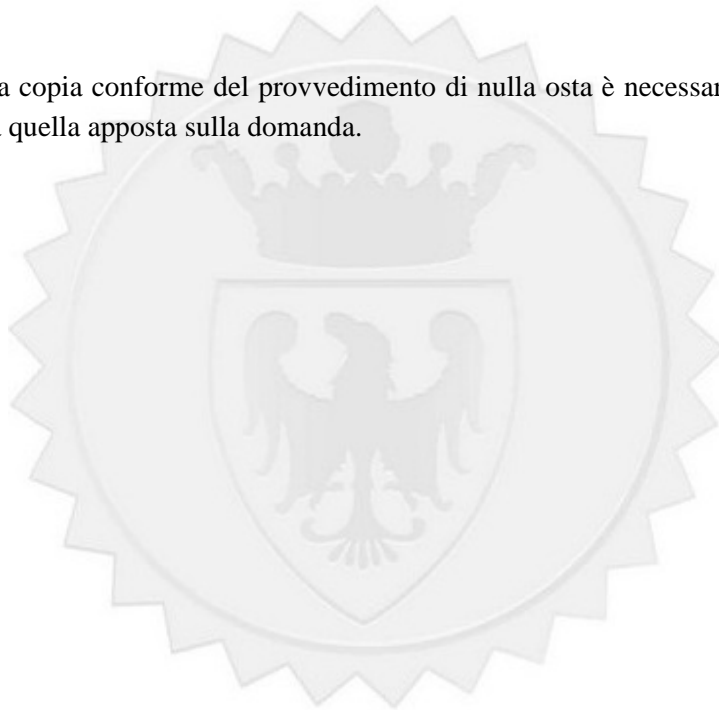 a copia conforme del provvedimento di nulla osta è necessar
quella apposta sulla domanda.